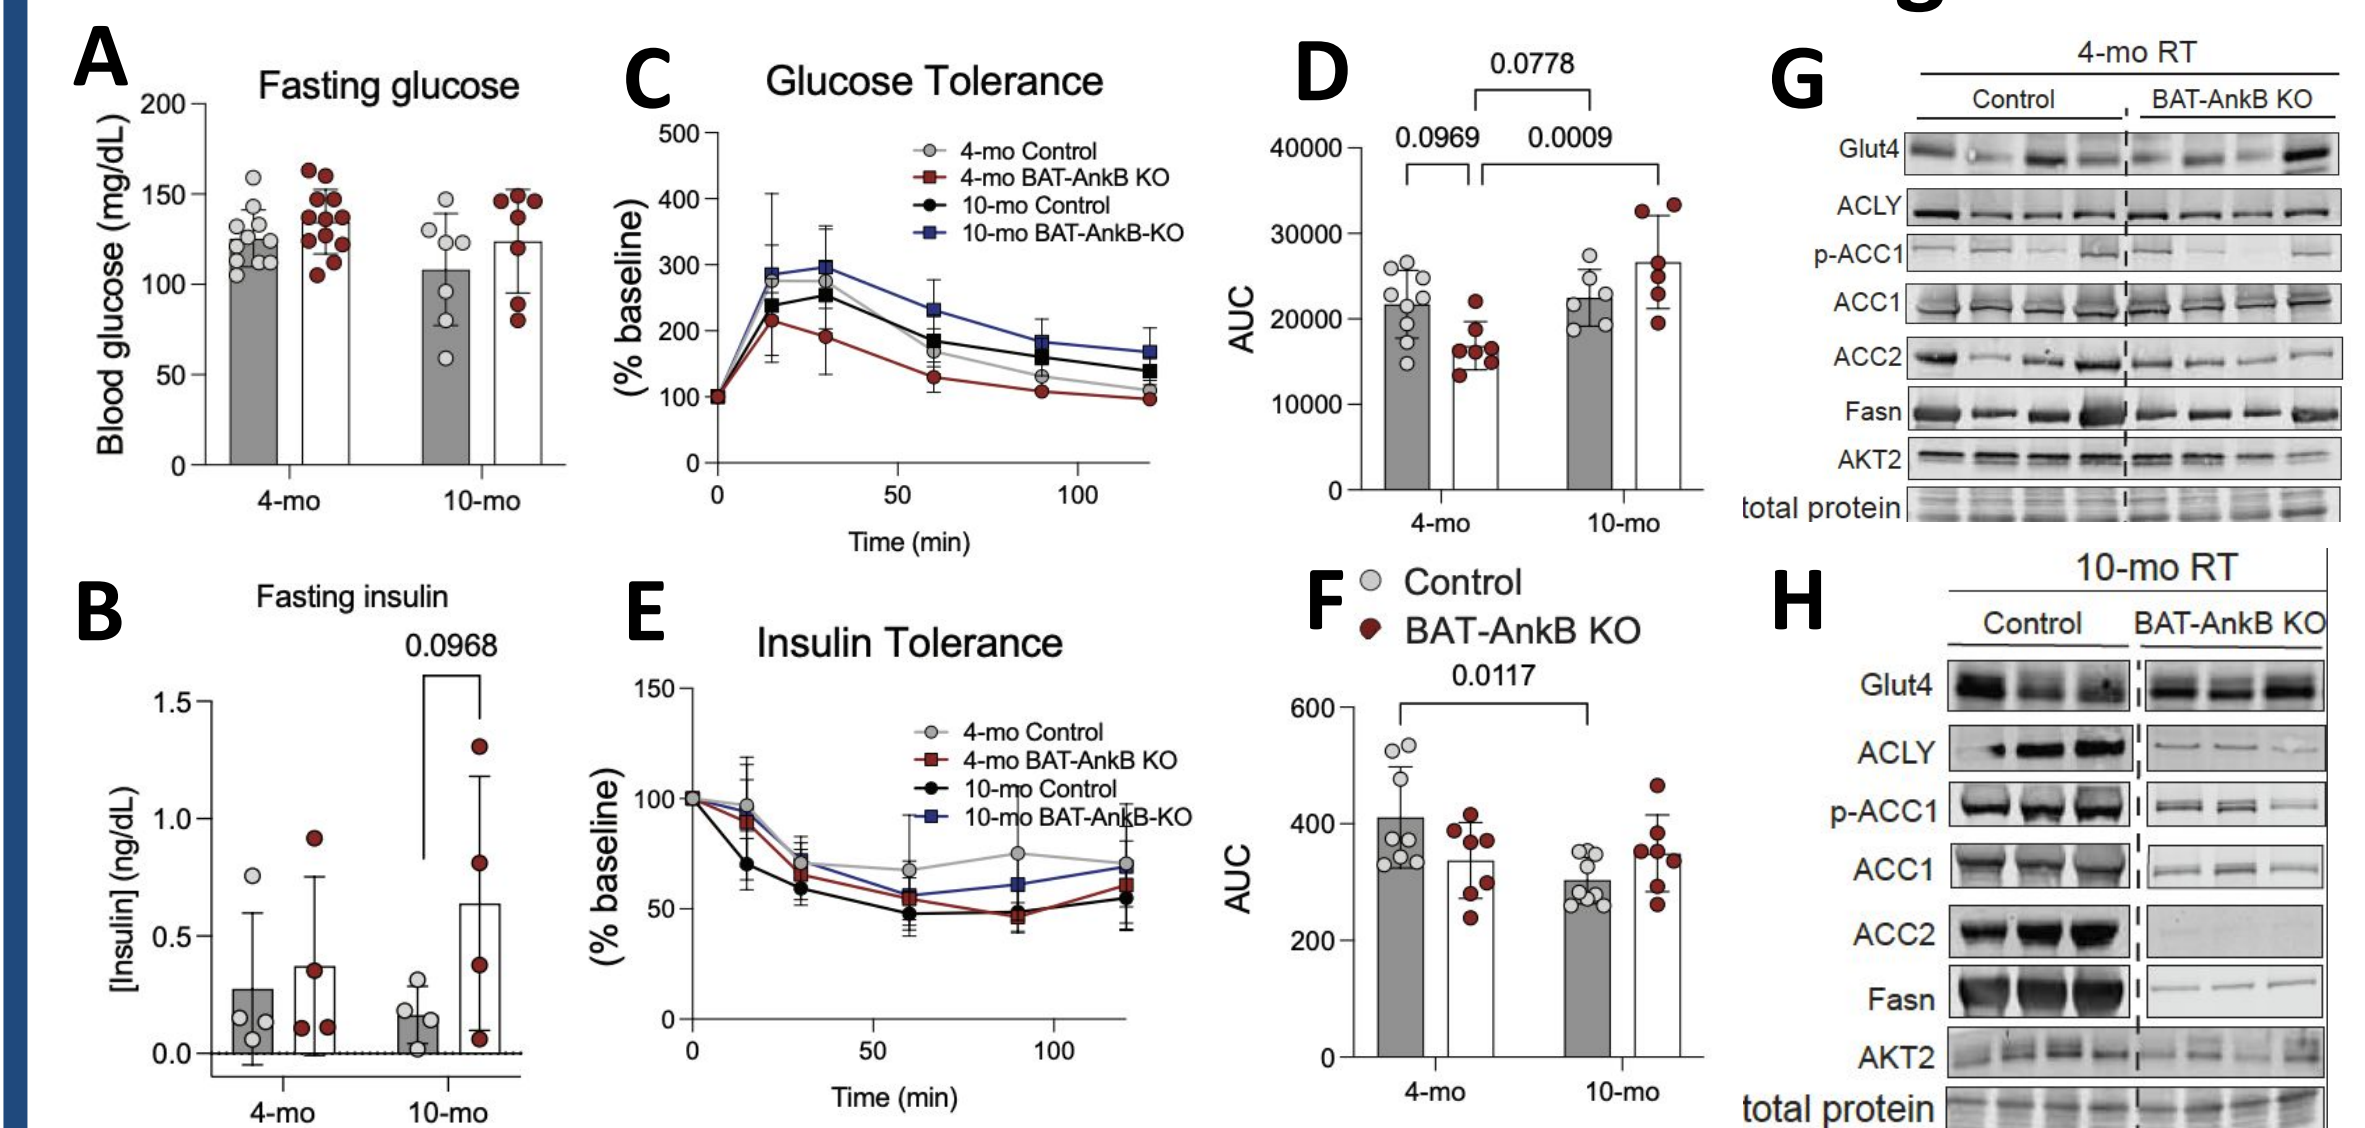 A
Fasting glucose
Blood glucose (mg/dL)
200
150
100
50
0
4-mo
10-mo
B
Fasting insulin
0.0968
[Insulin] (ng/dL)
1.5
1.0
0.5
0.0
4-mo
10-mo
C
Glucose Tolerance
(% baseline)
500
400
300
200
100
0
4-mo Control
4-mo BAT-AnkB KO
10-mo Control
10-mo BAT-AnkB-KO
0
50
100
Time (min)
E
Insulin Tolerance
(% baseline)
150
100
50
0
4-mo Control
4-mo BAT-AnkB KO
10-mo Control
10-mo BAT-AnkB-KO
0
50
100
Time (min)
D
0.0778
0.0969
0.0009
AUC
40000
30000
20000
10000
0
4-mo
10-mo
F
Control
BAT-AnkB KO
0.0117
AUC
600
400
200
0
4-mo
10-mo
G
4-mo RT
Control
BAT-AnkB KO
Glut4
ACLY
p-ACC1
ACC1
ACC2
Fasn
AKT2
total protein
H
10-mo RT
Control
BAT-AnkB KO
Glut4
ACLY
p-ACC1
ACC1
ACC2
Fasn
AKT2
total protein